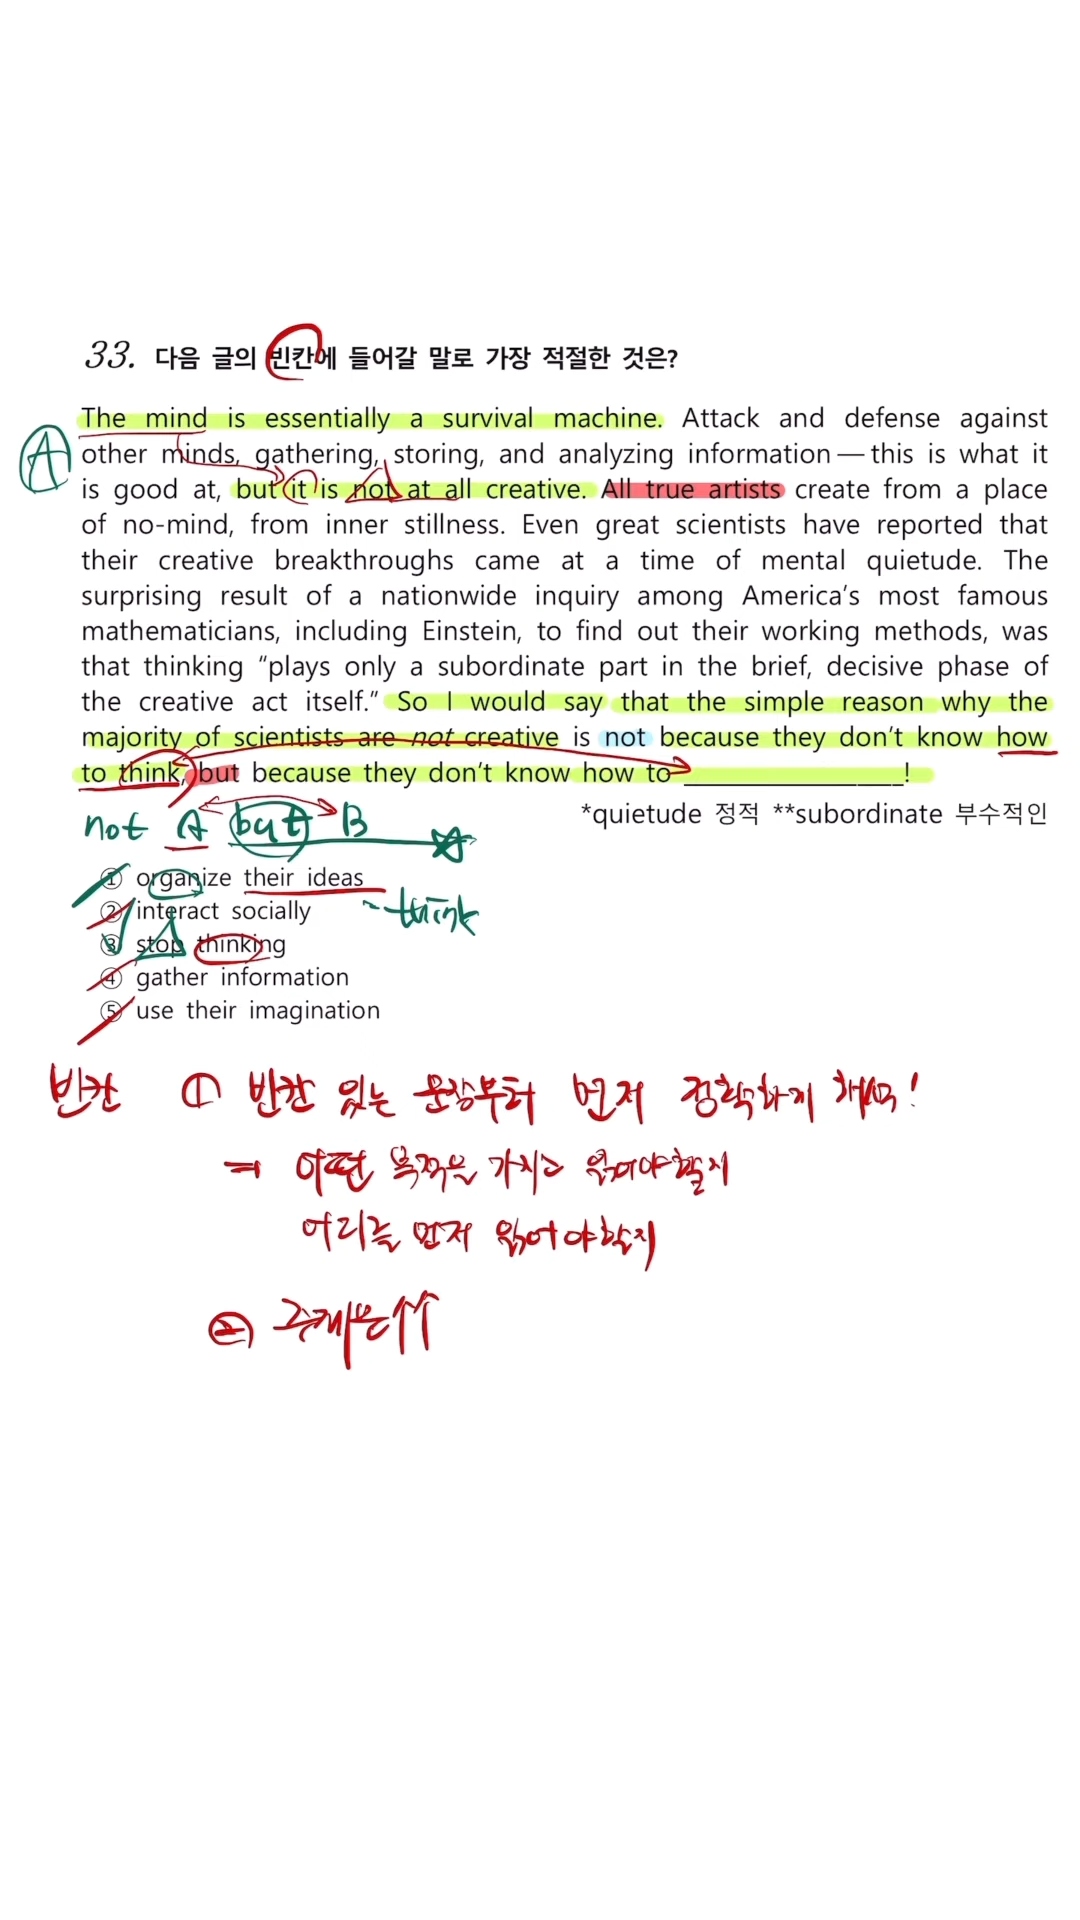 33. 다음 글의 빈칸에 들어갈 말로 가장 적절한 것은?
The mind is essentially a survival machine. Attack and defense against
A
other minds, gathering, storing, and analyzing information — this is what it
is good at, but it is not at all creative. All true artists create from a place
of no-mind, from inner stillness. Even great scientists have reported that
their creative breakthroughs came at a time of mental quietude. The
surprising result of a nationwide inquiry among America's most famous
mathematicians, including Einstein, to find out their working methods, was
that thinking “plays only a subordinate part in the brief, decisive phase of
the creative act itself.” So I would say that the simple reason why the
majority of scientists are not creative is not because they don't know how
to think, but because they don't know how to ________________!
*quietude 정적 **subordinate 부수적인
not A but B
① organize their ideas
② interact socially
think
③ stop thinking
④ gather information
⑤ use their imagination
빈칸 ① 빈칸 있는 문장부터 먼저 정확하게 해석!
⇒ 어떤 목적을 가지고 읽어야할지
어디를 먼저 읽어야할지
②